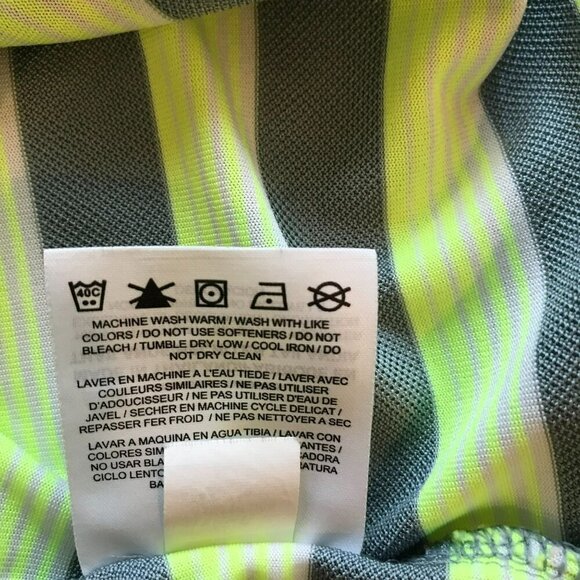 40C
MACHINE WASH WARM / WASH WITH LIKE
COLORS / DO NOT USE SOFTENERS / DO NOT
BLEACH / TUMBLE DRY LOW / COOL IRON / DO
NOT DRY CLEAN
LAVER EN MACHINE A L'EAU TIEDE / LAVER AVEC
COULEURS SIMILAIRES / NE PAS UTILISER
D'ADOUCISSEUR / NE PAS UTILISER D'EAU DE
JAVEL / SECHER EN MACHINE CYCLE DELICAT /
REPASSER FER FROID / NE PAS NETTOYER A SEC
LAVAR A MAQUINA EN AGUA TIBIA / LAVAR CON
COLORES
NO USAR
CICLO